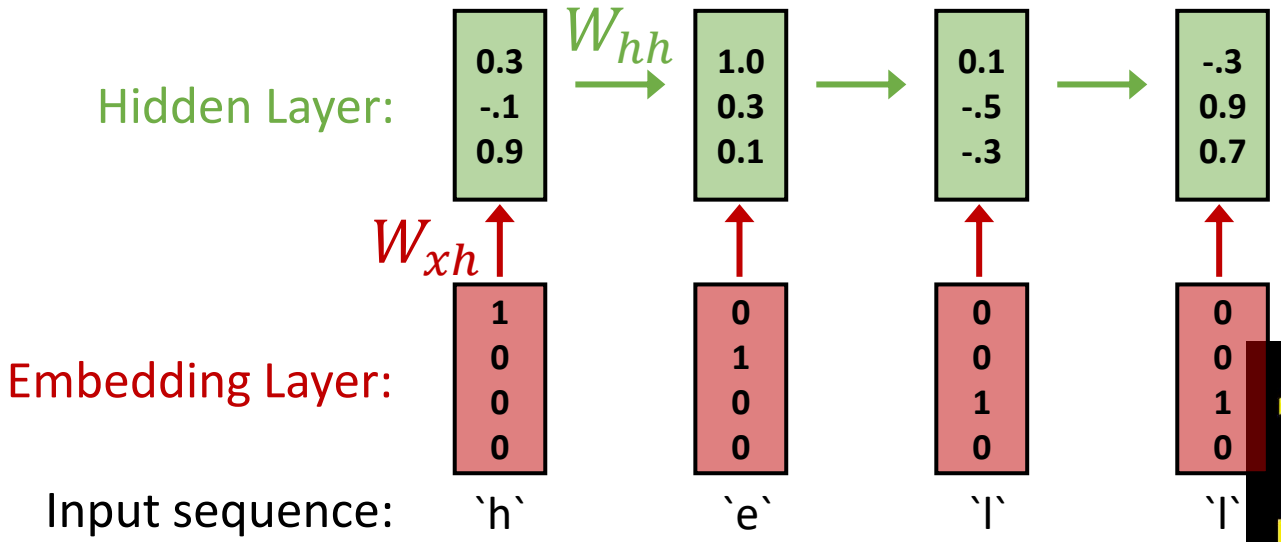 W_hh
Hidden Layer:
0.3 1.0 0.1 -.3
-.1 0.3 -.5 0.9
0.9 0.1 -.3 0.7
W_xh
Embedding Layer:
1 0 0 0
0 1 0 0
0 0 1 1
0 0 0 0
Input sequence: `h` `e` `l` `l`